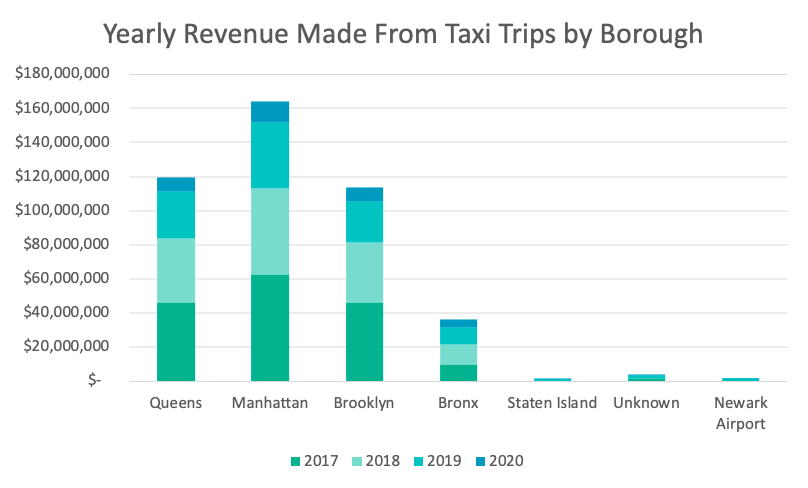 Yearly Revenue Made From Taxi Trips by Borough
$180,000,000
$160,000,000
$140,000,000
$120,000,000
$100,000,000
$80,000,000
$60,000,000
$40,000,000
$20,000,000
$-
Queens Manhattan Brooklyn Bronx Staten Island Unknown Newark
Airport
2017 2018 2019 2020